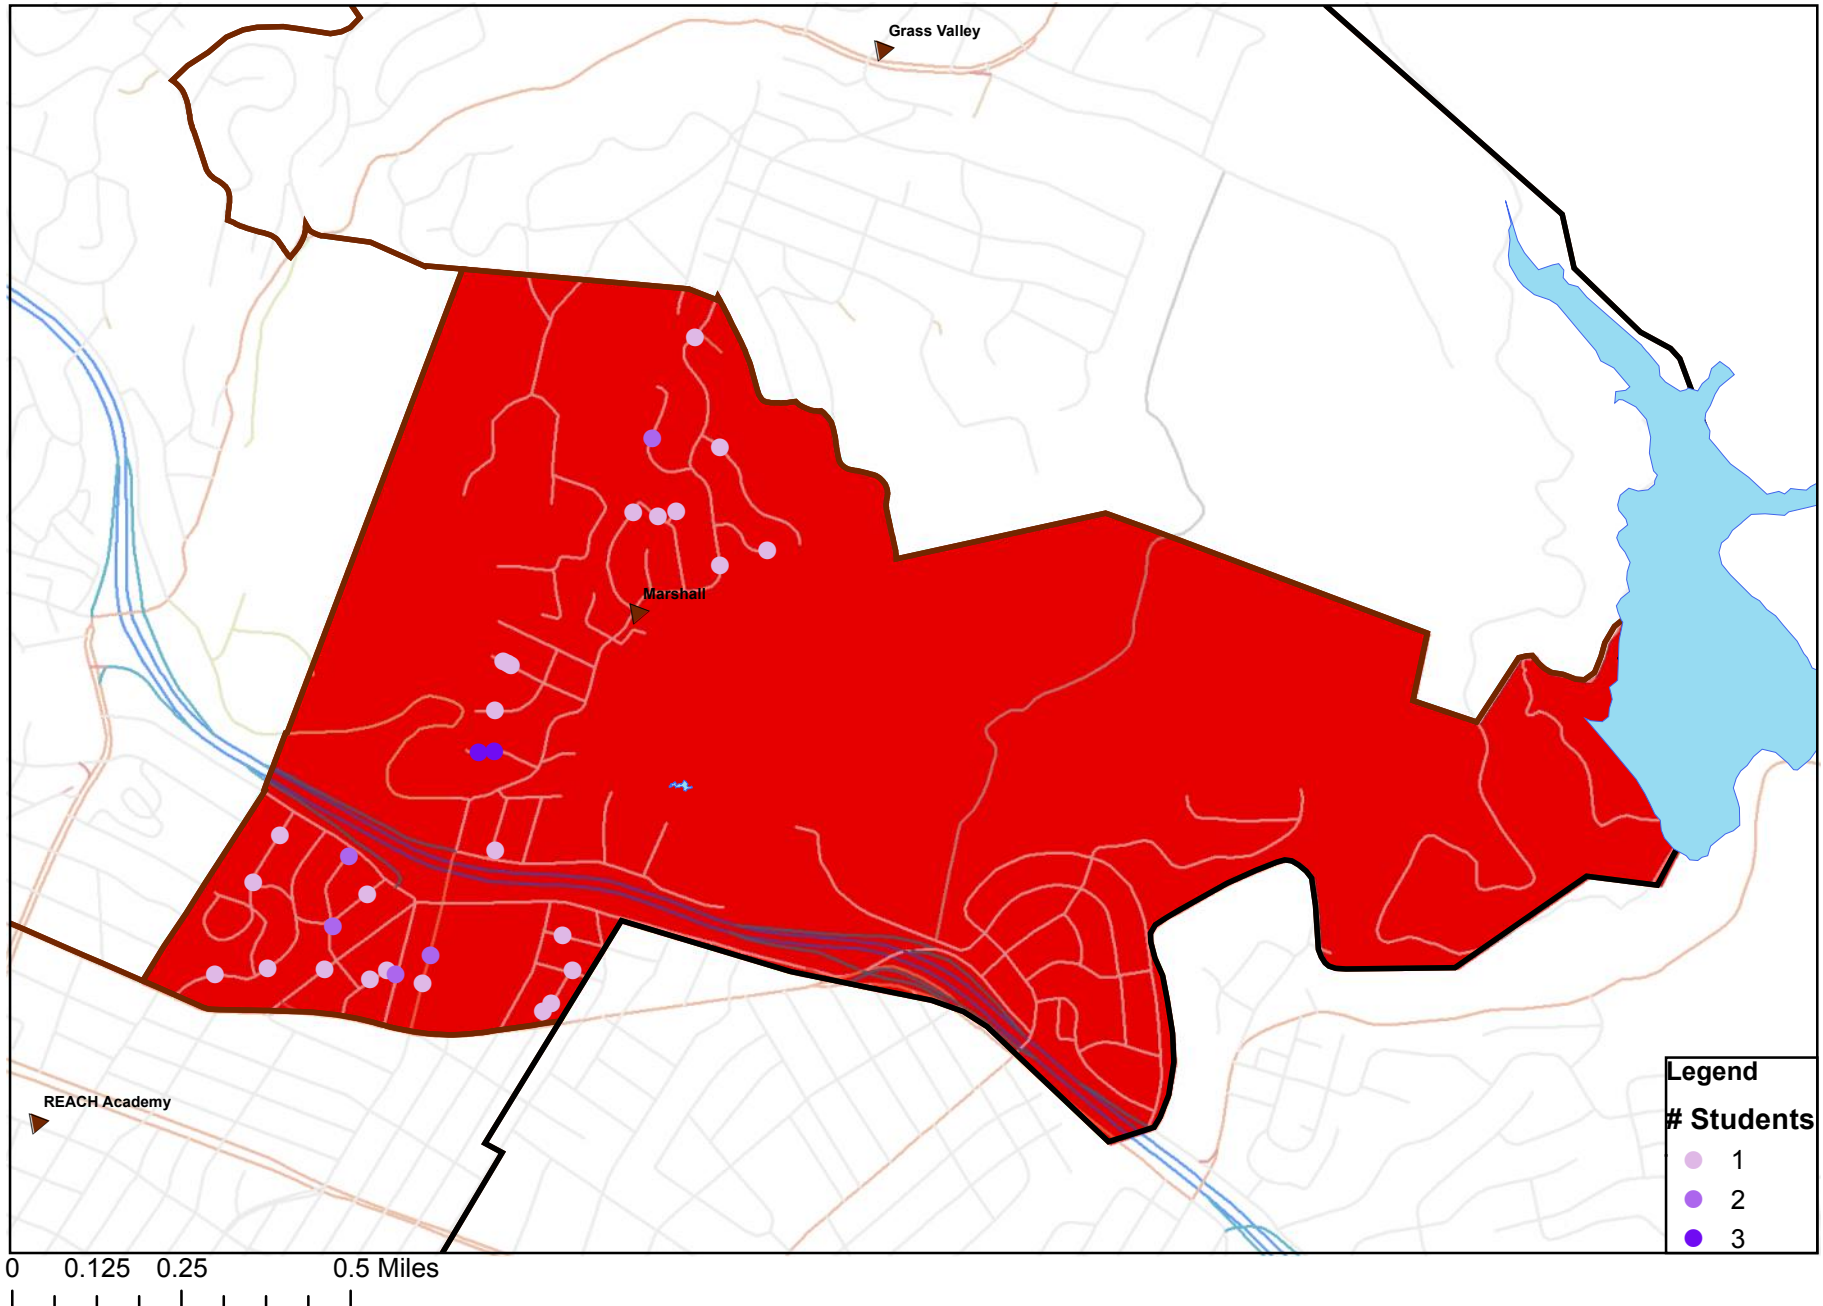 Grass Valley
Marshall
REACH Academy
Legend
# Students
1
2
3
0 0.125 0.25 0.5 Miles